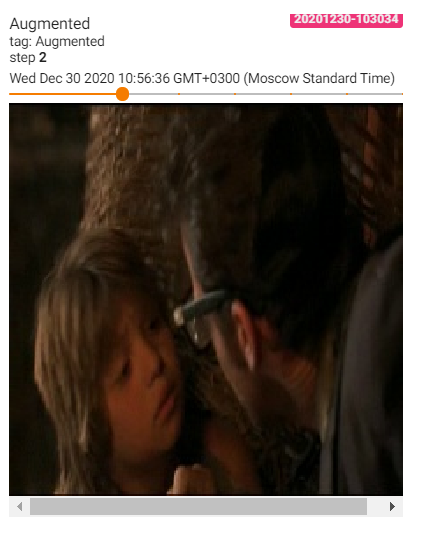 Augmented
20201230-103034
tag: Augmented
step 2
Wed Dec 30 2020 10:56:36 GMT+0300 (Moscow Standard Time)